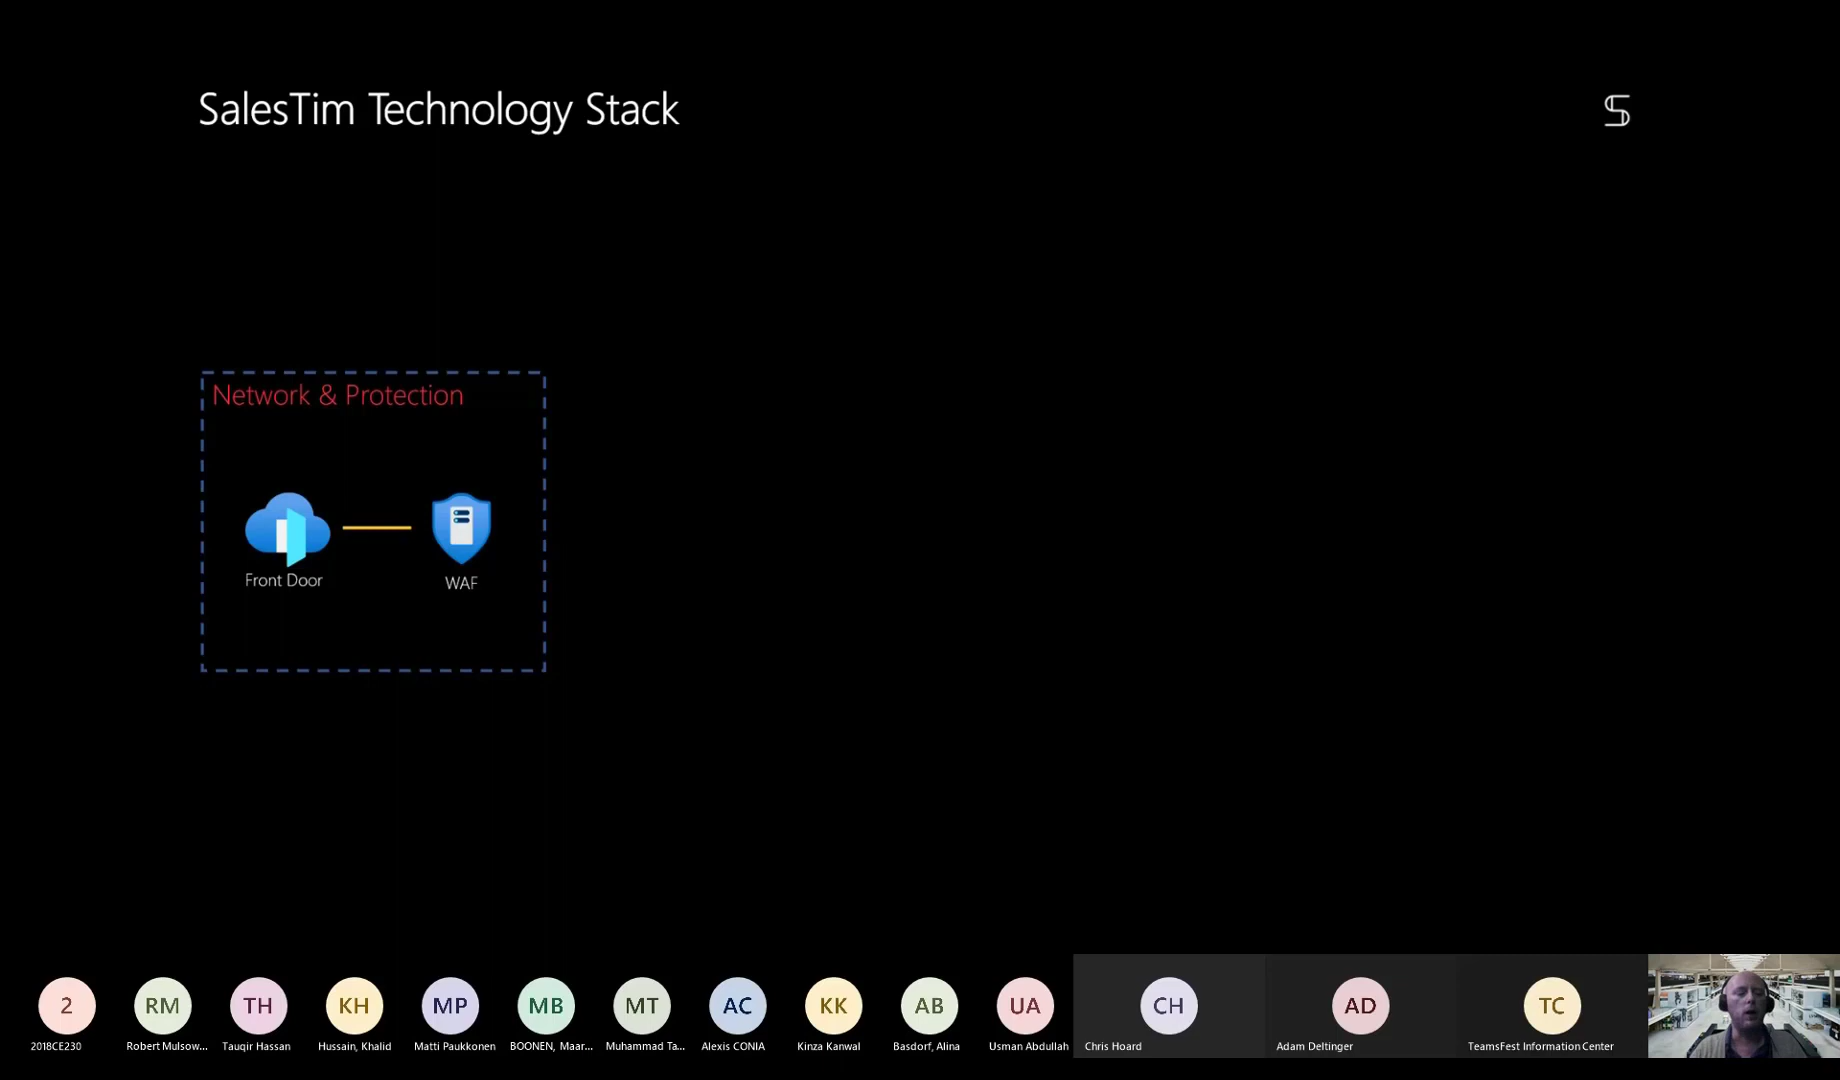 SalesTim Technology Stack
Network & Protection
Front Door
WAF
2
RM
TH
KH
MP
MB
MT
AC
KK
AB
UA
CH
AD
TC
2018CE230
Robert Mulsow...
Tauqir Hassan
Hussain, Khalid
Matti Paukkonen
BOONEN, Maar...
Muhammad Ta...
Alexis CONIA
Kinza Kanwal
Basdorf, Alina
Usman Abdullah
Chris Hoard
Adam Deltinger
TeamsFest Information Center